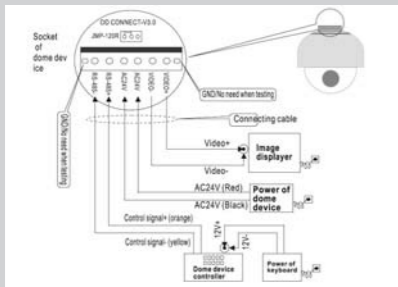 DD CONNECT-V3.0
JMP-120R
Socket
of
dome dev
ice
GND/No need when testing
RS-485-
RS-485+
AC24V
AC24V
VIDEO-
VIDEO+
GND/No need when testing
Connecting cable
Video+
Video-
Image
displayer
AC24V (Red)
AC24V (Black)
Power of
dome
device
Control signal+ (orange)
Control signal- (yellow)
12V+
12V-
Dome device
controller
Power of
keyboard